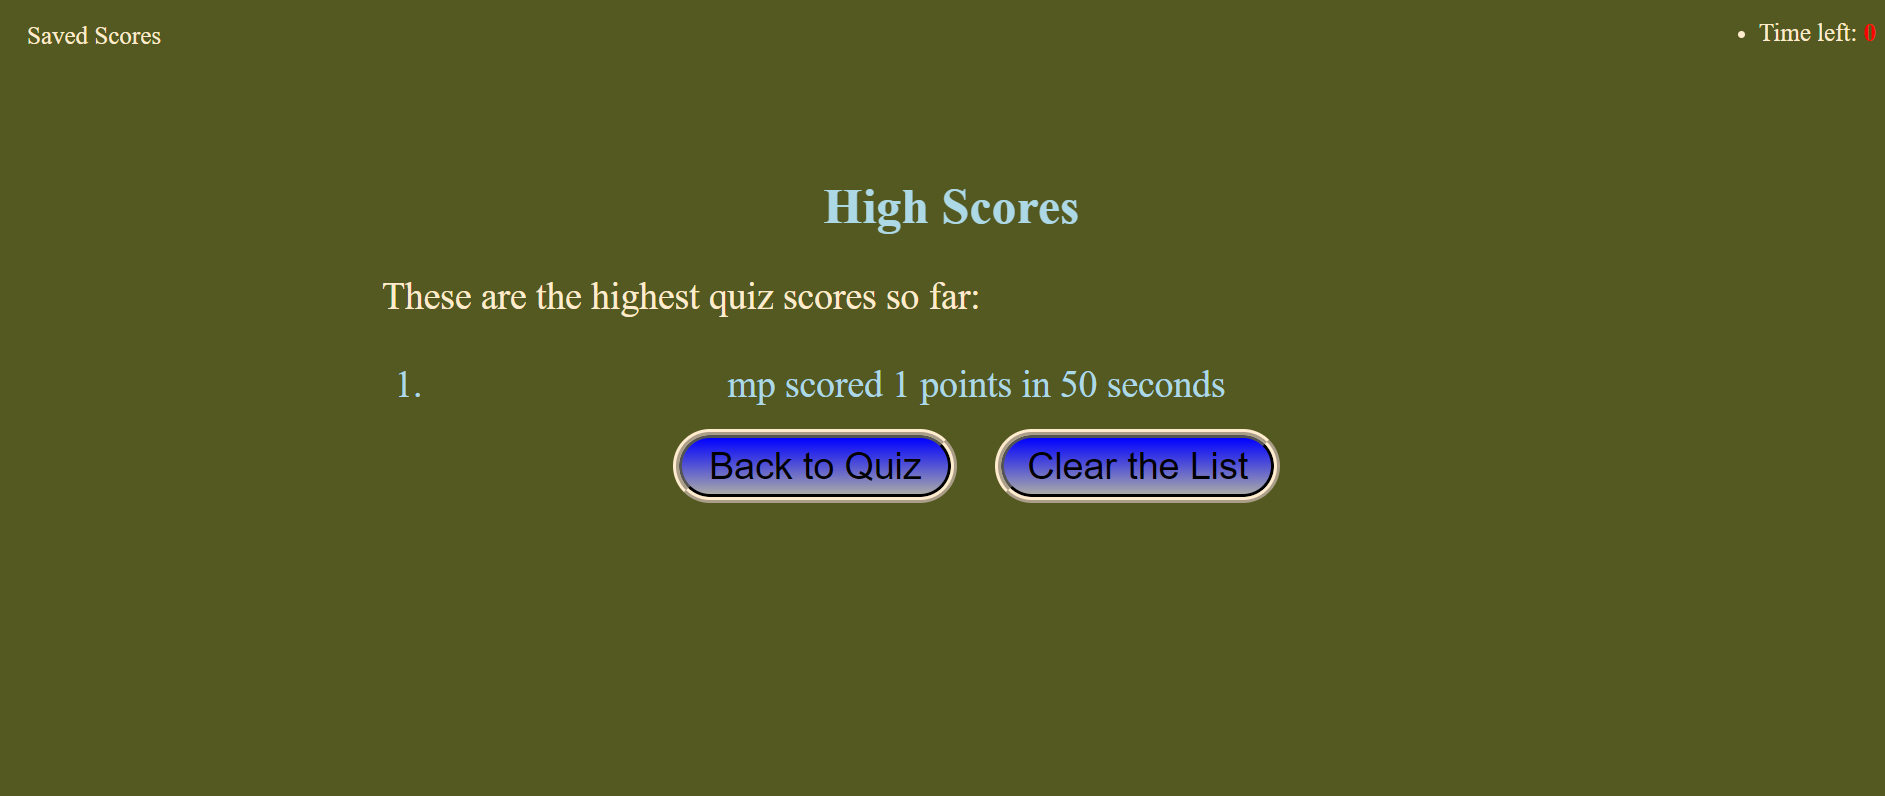 Saved Scores
• Time left: 0
High Scores
These are the highest quiz scores so far:
1. mp scored 1 points in 50 seconds
Back to Quiz
Clear the List